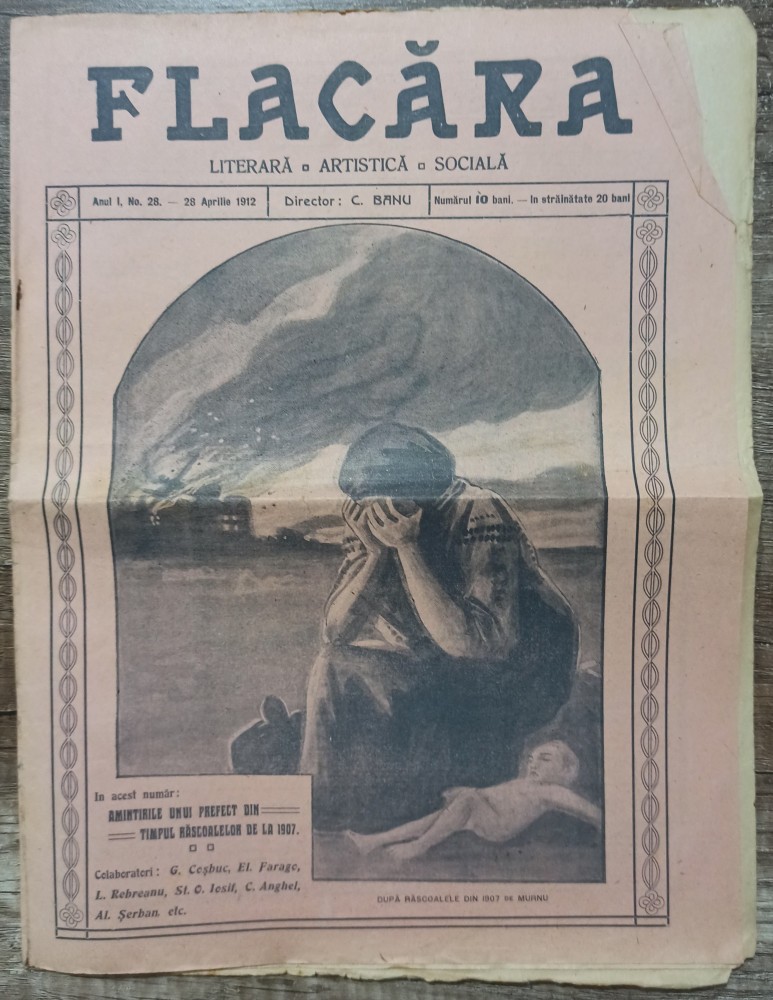 FLACĂRA
LITERARĂ ▫ ARTISTICĂ ▫ SOCIALĂ
Anul I, No. 28. — 28 Aprilie 1912
Director: C. BANU
Numărul 10 bani. — In străinătate 20 bani
In acest număr:
AMINTIRILE UNUI PREFECT DIN
TIMPUL RĂSCOALELOR DE LA 1907.
Colaboratori: G. Coşbuc, El. Farago,
L. Rebreanu, St. O. Iosif, C. Anghel,
Al. Şerban. etc.
DUPĂ RĂSCOALELE DIN 1907 DE MURNU